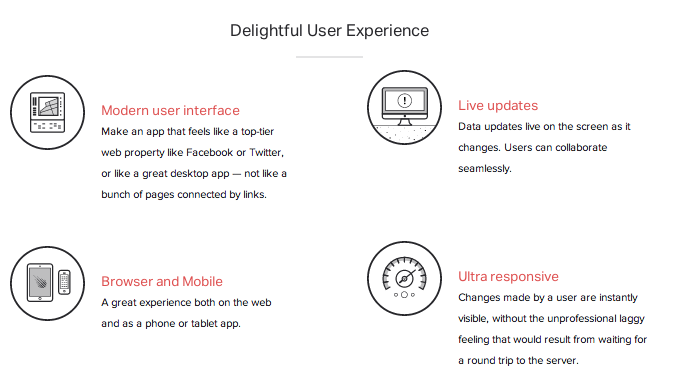 Delightful User Experience
Modern user interface
Make an app that feels like a top-tier
web property like Facebook or Twitter,
or like a great desktop app — not like a
bunch of pages connected by links.
Live updates
Data updates live on the screen as it
changes. Users can collaborate
seamlessly.
Browser and Mobile
A great experience both on the web
and as a phone or tablet app.
Ultra responsive
Changes made by a user are instantly
visible, without the unprofessional laggy
feeling that would result from waiting for
a round trip to the server.